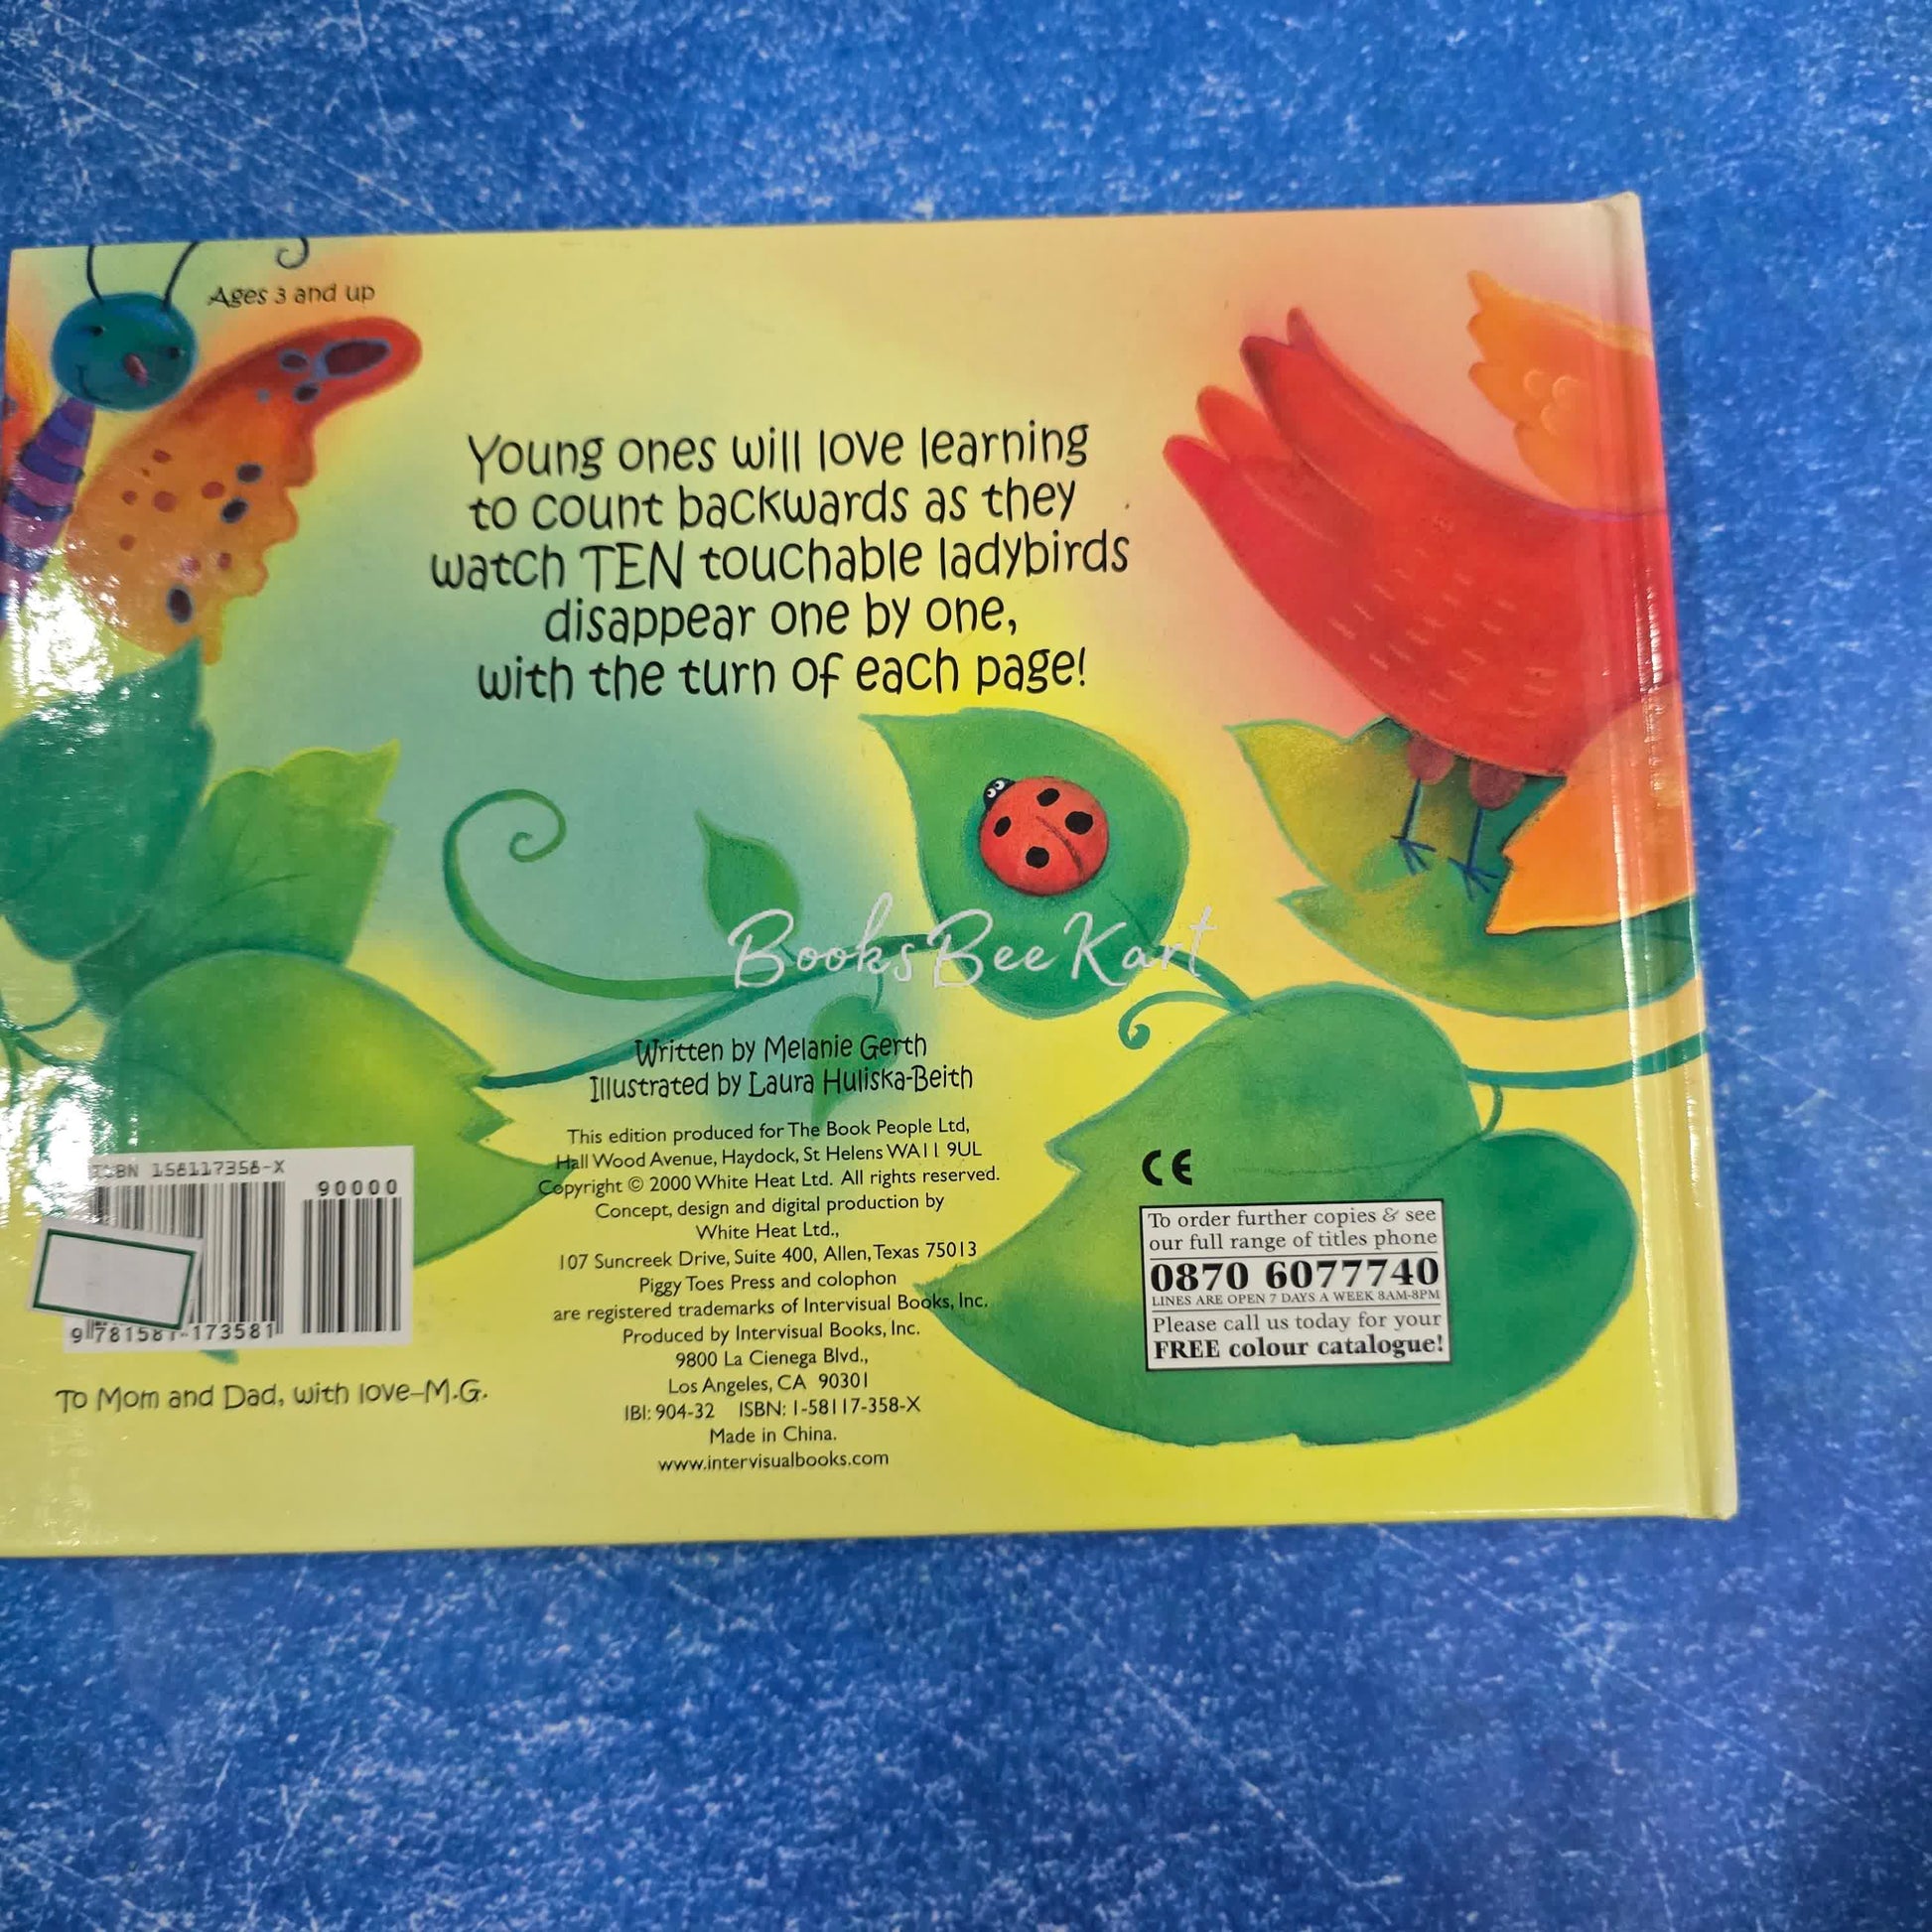 Ages 3 and up
Young ones will love learning
to count backwards as they
watch TEN touchable ladybirds
disappear one by one,
with the turn of each page!
BooksBeeKart
Written by Melanie Gerth
Illustrated by Laura Huliska-Beith
This edition produced for The Book People Ltd,
Hall Wood Avenue, Haydock, St Helens WA11 9UL
Copyright © 2000 White Heat Ltd. All rights reserved.
Concept, design and digital production by
White Heat Ltd.,
107 Suncreek Drive, Suite 400, Allen, Texas 75013
Piggy Toes Press and colophon
are registered trademarks of Intervisual Books, Inc.
Produced by Intervisual Books, Inc.
9800 La Cienega Blvd.,
Los Angeles, CA 90301
IBI: 904-32 ISBN: 1-58117-358-X
Made in China.
www.intervisualbooks.com
ISBN 158117358-X
90000
9 781581 173581
To Mom and Dad, with love–M.G.
CE
To order further copies & see
our full range of titles phone
0870 6077740
LINES ARE OPEN 7 DAYS A WEEK 8AM-8PM
Please call us today for your
FREE colour catalogue!